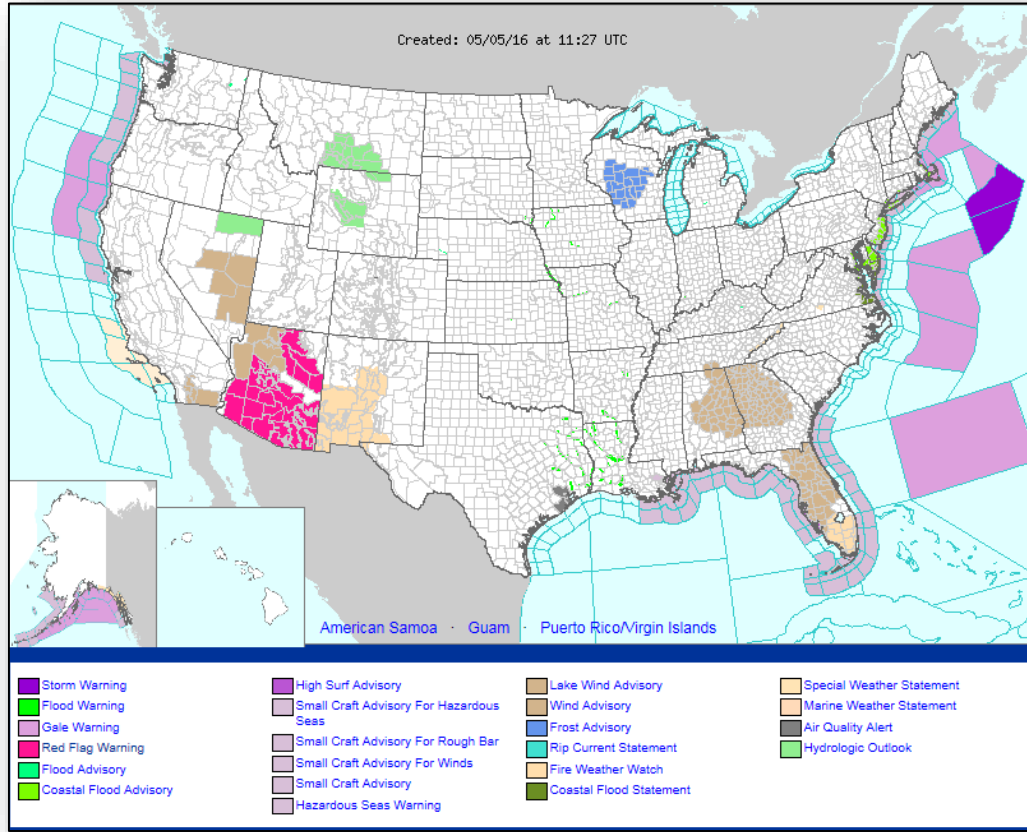 Created: 05/05/16 at 11:27 UTC
American Samoa · Guam · Puerto Rico/Virgin Islands
Storm Warning
Flood Warning
Gale Warning
Red Flag Warning
Flood Advisory
Coastal Flood Advisory
High Surf Advisory
Small Craft Advisory For Hazardous
Seas
Small Craft Advisory For Rough Bar
Small Craft Advisory For Winds
Small Craft Advisory
Hazardous Seas Warning
Lake Wind Advisory
Wind Advisory
Frost Advisory
Rip Current Statement
Fire Weather Watch
Coastal Flood Statement
Special Weather Statement
Marine Weather Statement
Air Quality Alert
Hydrologic Outlook